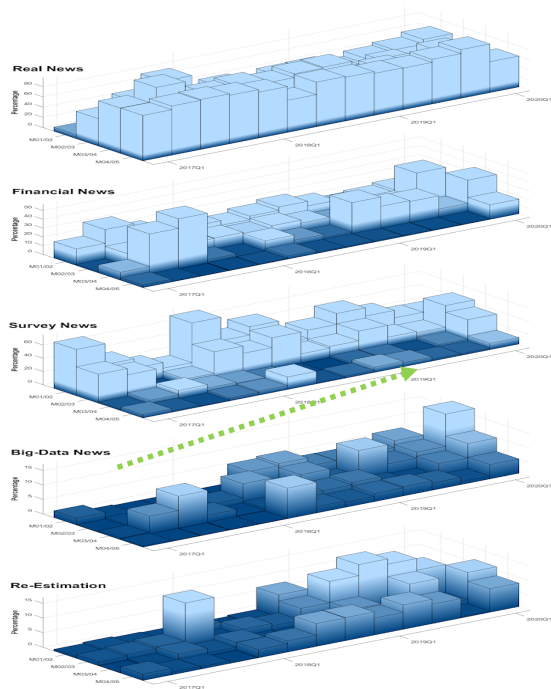 Real News
Percentage
80
60
40
20
0
M01/02
M02/03
M03/04
M04/05
2017Q1
2018Q1
2019Q1
2020Q1
Financial News
Percentage
50
40
30
20
10
0
M01/02
M02/03
M03/04
M04/05
2017Q1
2018Q1
2019Q1
2020Q1
Survey News
Percentage
60
40
20
0
M01/02
M02/03
M03/04
M04/05
2017Q1
2018Q1
2019Q1
2020Q1
Big-Data News
Percentage
15
10
5
0
M01/02
M02/03
M03/04
M04/05
2017Q1
2018Q1
2019Q1
2020Q1
Re-Estimation
Percentage
15
10
5
0
M01/02
M02/03
M03/04
M04/05
2017Q1
2018Q1
2019Q1
2020Q1